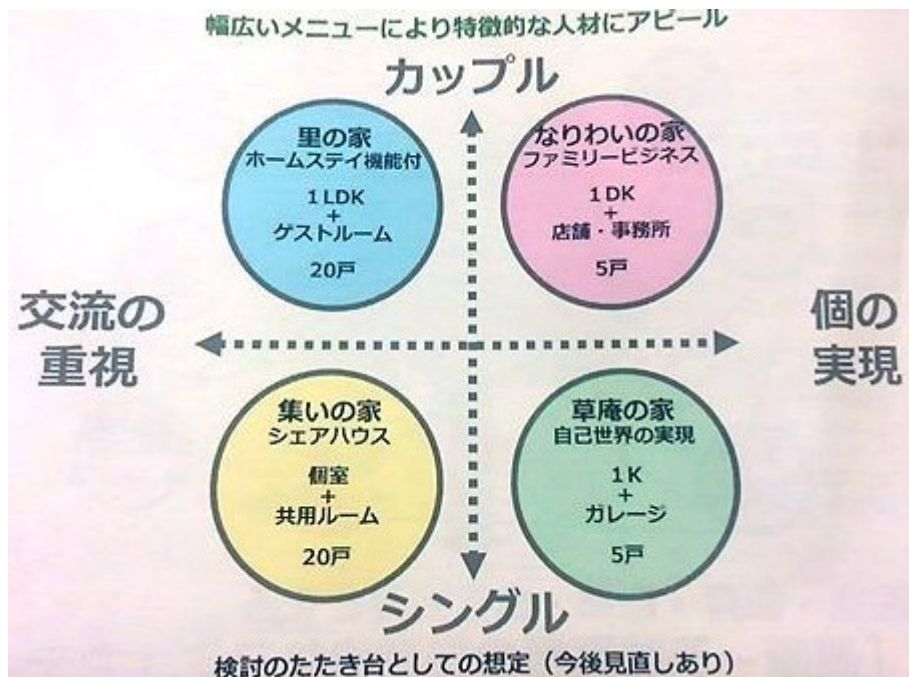 幅広いメニューにより特徴的な人材にアピール
カップル
里の家
ホームステイ機能付
1LDK
+
ゲストルーム
20戸
なりわいの家
ファミリービジネス
1DK
+
店舗・事務所
5戸
交流の
重視
個の
実現
集いの家
シェアハウス
個室
+
共用ルーム
20戸
草庵の家
自己世界の実現
1K
+
ガレージ
5戸
シングル
検討のたたき台としての想定（今後見直しあり）